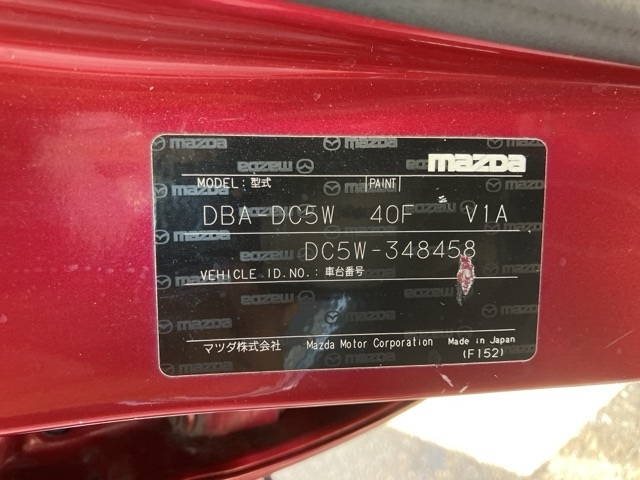 mazda
MODEL: 型式 PAINT
DBA-DC5W 40F V1A
DC5W-348458
VEHICLE ID.NO.: 車台番号
マツダ株式会社 Mazda Motor Corporation Made in Japan
(F152)